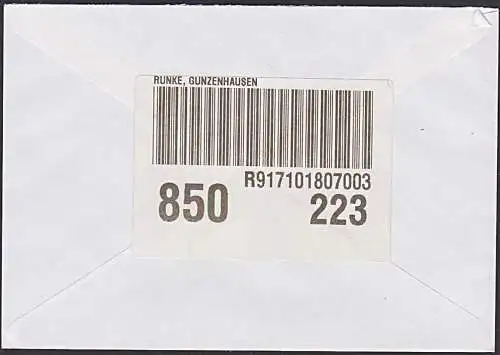 RUNKE, GUNZENHAUSEN
R917101807003
850 223